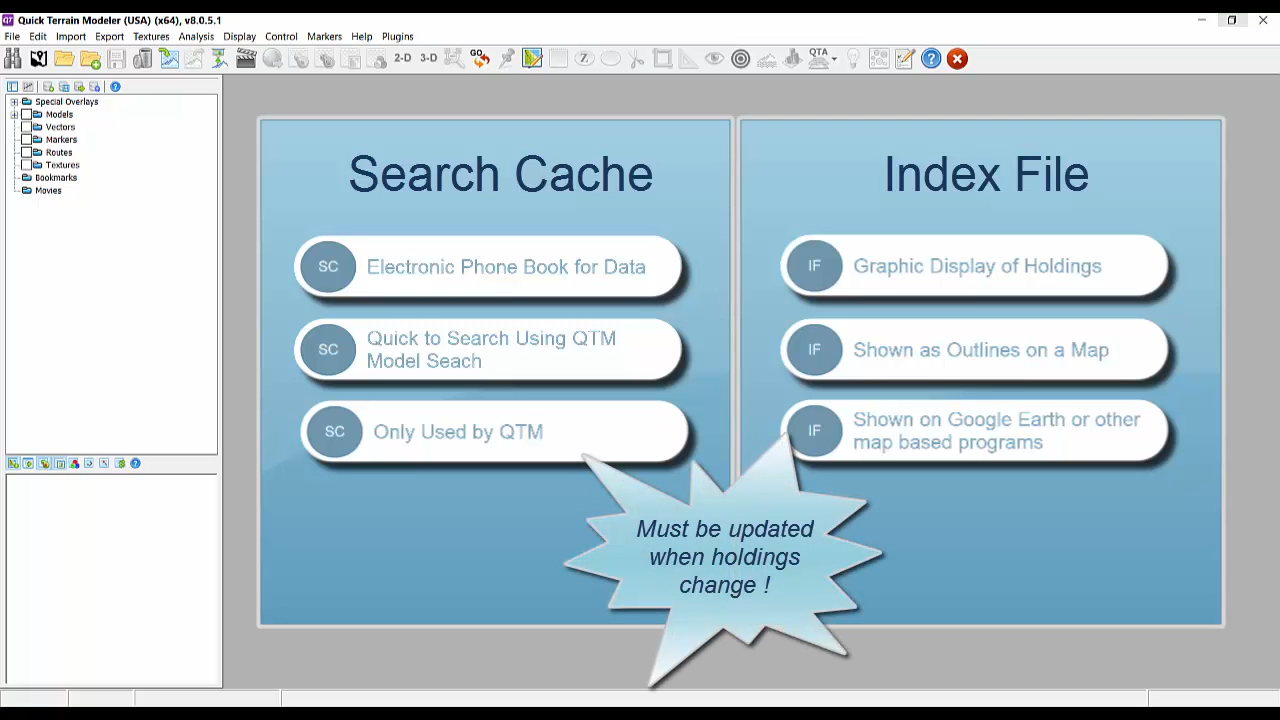 Quick Terrain Modeler (USA) (x64), v8.0.5.1
File Edit Import Export Textures Analysis Display Control Markers Help Plugins
2-D 3-D GO Z QTA
Special Overlays
Models
Vectors
Markers
Routes
Textures
Bookmarks
Movies
Search Cache
SC Electronic Phone Book for Data
SC Quick to Search Using QTM
Model Seach
SC Only Used by QTM
Index File
IF Graphic Display of Holdings
IF Shown as Outlines on a Map
IF Shown on Google Earth or other
map based programs
Must be updated
when holdings
change !